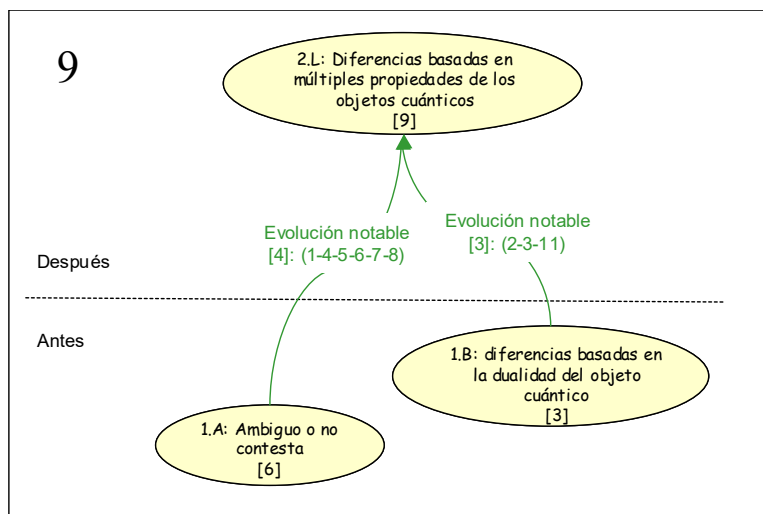 9
2.L: Diferencias basadas en
múltiples propiedades de los
objetos cuánticos
[9]
Evolución notable
[4]: (1-4-5-6-7-8)
Evolución notable
[3]: (2-3-11)
Después
Antes
1.B: diferencias basadas en
la dualidad del objeto
cuántico
[3]
1.A: Ambiguo o no
contesta
[6]